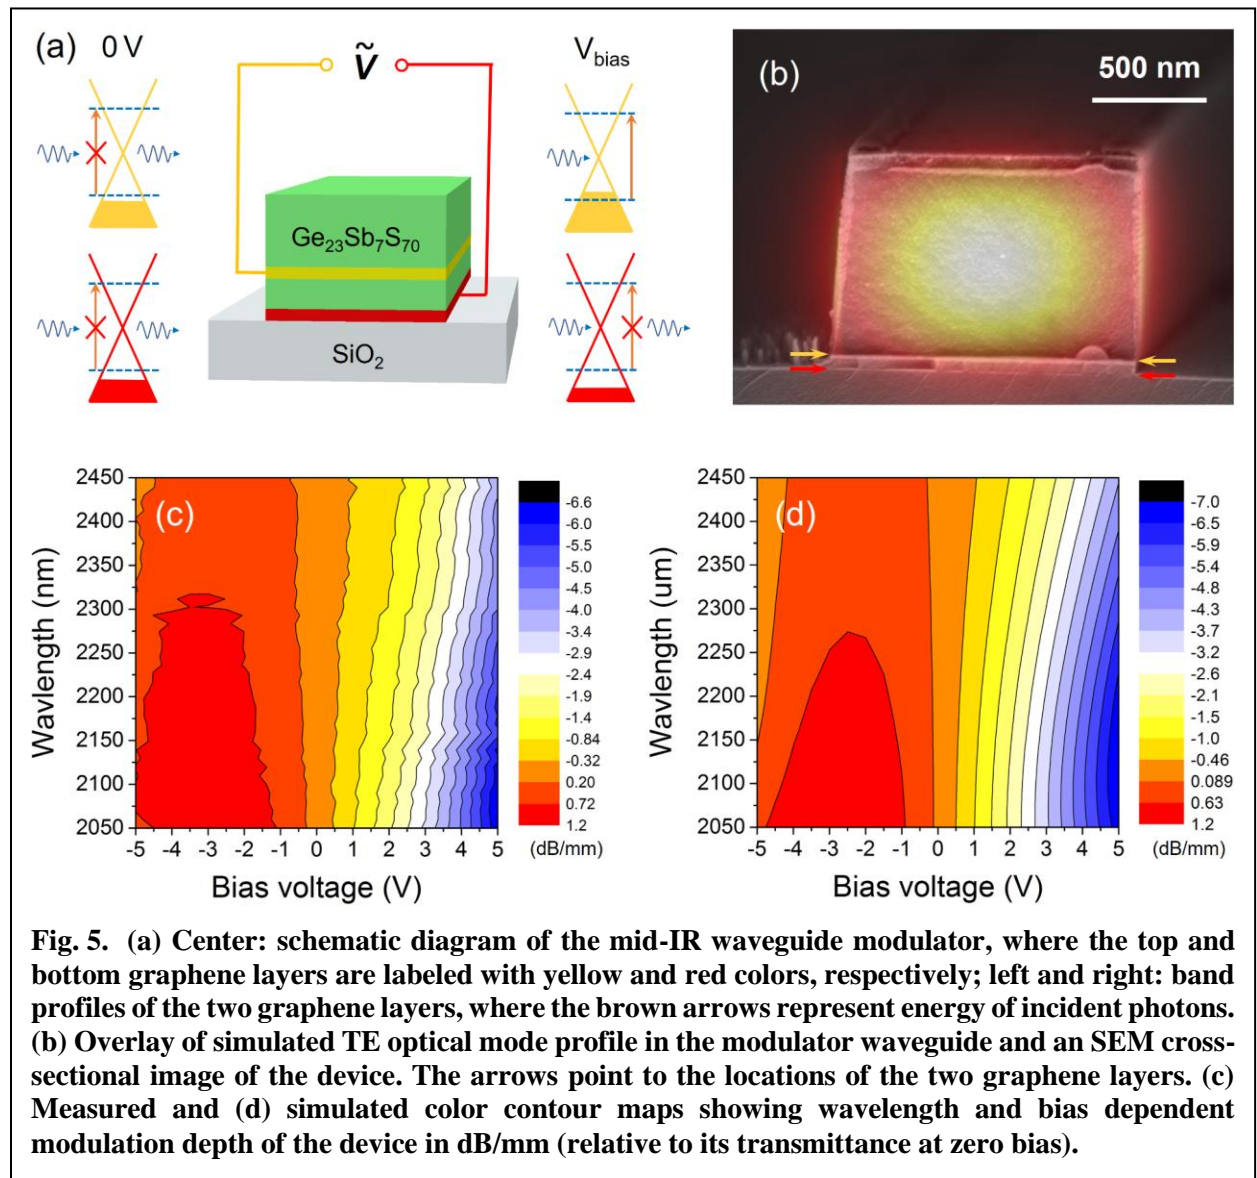 (a) 0 V
Ṽ
V_bias
Ge₂₃Sb₇S₇₀
SiO₂
(b)
500 nm
(c)
Wavlength (nm)
2450
2400
2350
2300
2250
2200
2150
2100
2050
-5 -4 -3 -2 -1 0 1 2 3 4 5
Bias voltage (V)
-6.6
-6.0
-5.5
-5.0
-4.5
-4.0
-3.4
-2.9
-2.4
-1.9
-1.4
-0.84
-0.32
0.20
0.72
1.2
(dB/mm)
(d)
Wavlength (um)
2450
2400
2350
2300
2250
2200
2150
2100
2050
-5 -4 -3 -2 -1 0 1 2 3 4 5
Bias voltage (V)
-7.0
-6.5
-5.9
-5.4
-4.8
-4.3
-3.7
-3.2
-2.6
-2.1
-1.5
-1.0
-0.46
0.089
0.63
1.2
(dB/mm)
Fig. 5. (a) Center: schematic diagram of the mid-IR waveguide modulator, where the top and
bottom graphene layers are labeled with yellow and red colors, respectively; left and right: band
profiles of the two graphene layers, where the brown arrows represent energy of incident photons.
(b) Overlay of simulated TE optical mode profile in the modulator waveguide and an SEM cross-
sectional image of the device. The arrows point to the locations of the two graphene layers. (c)
Measured and (d) simulated color contour maps showing wavelength and bias dependent
modulation depth of the device in dB/mm (relative to its transmittance at zero bias).